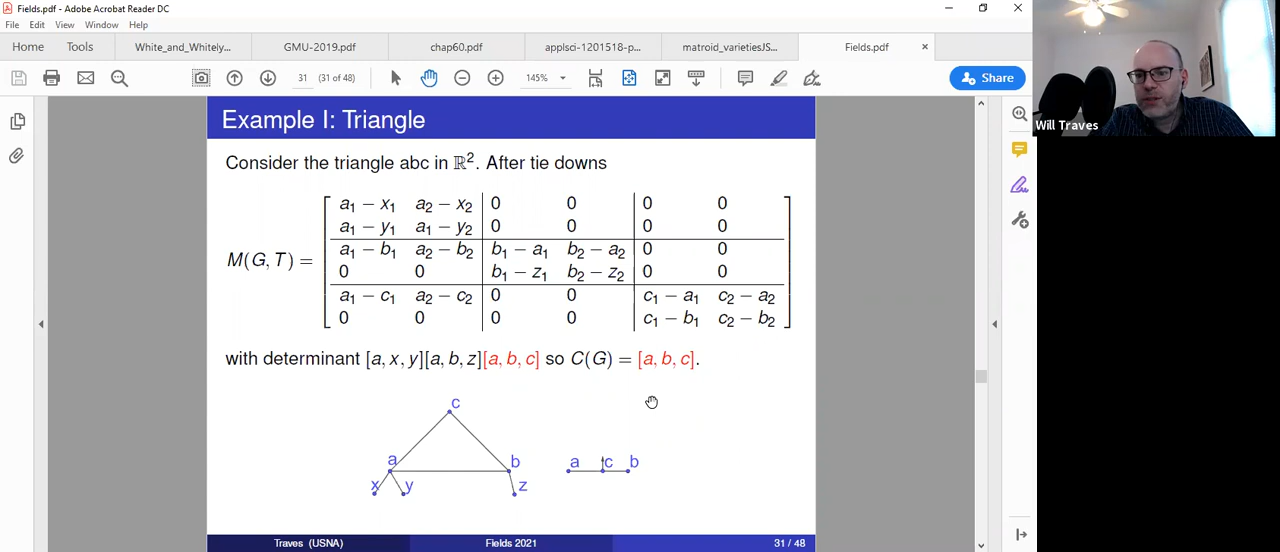 Fields.pdf - Adobe Acrobat Reader DC
File Edit View Window Help
Home Tools White_and_Whitely,... GMU-2019.pdf chap60.pdf applsci-1201518-p... matroid_varietiesJS... Fields.pdf ×
31 (31 of 48) 145% Share
Will Traves
Example I: Triangle
Consider the triangle abc in ℝ². After tie downs
a₁ − x₁ a₂ − x₂ 0 0 0 0
a₁ − y₁ a₁ − y₂ 0 0 0 0
a₁ − b₁ a₂ − b₂ b₁ − a₁ b₂ − a₂ 0 0
M(G, T) =
0 0 b₁ − z₁ b₂ − z₂ 0 0
a₁ − c₁ a₂ − c₂ 0 0 c₁ − a₁ c₂ − a₂
0 0 0 0 c₁ − b₁ c₂ − b₂
with determinant [a, x, y][a, b, z][a, b, c] so C(G) = [a, b, c].
c
a b a c b
x y z
Traves (USNA) Fields 2021 31 / 48